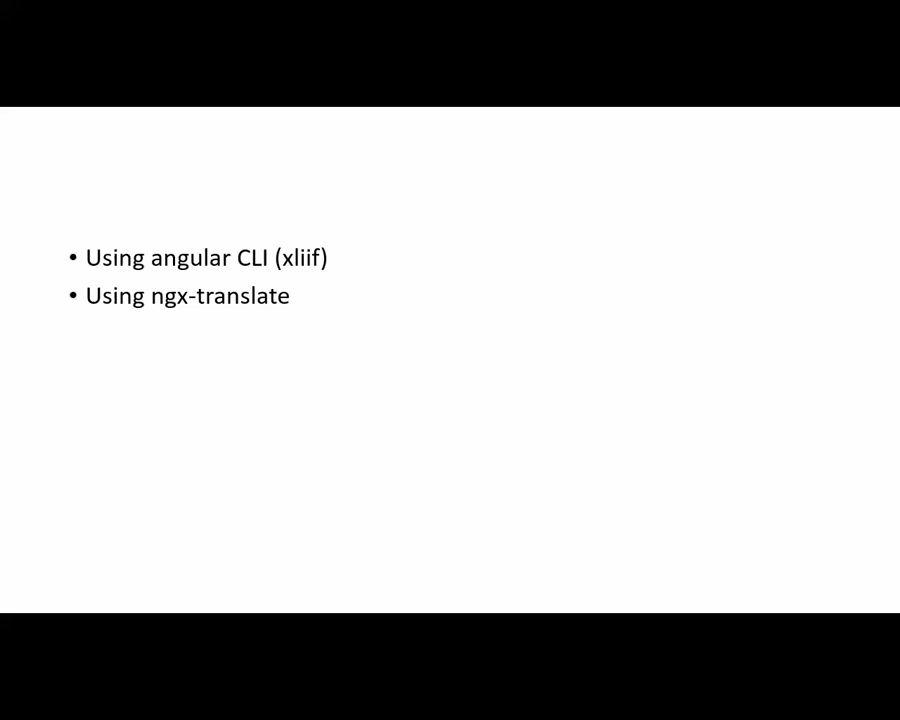 • Using angular CLI (xliif)
• Using ngx-translate